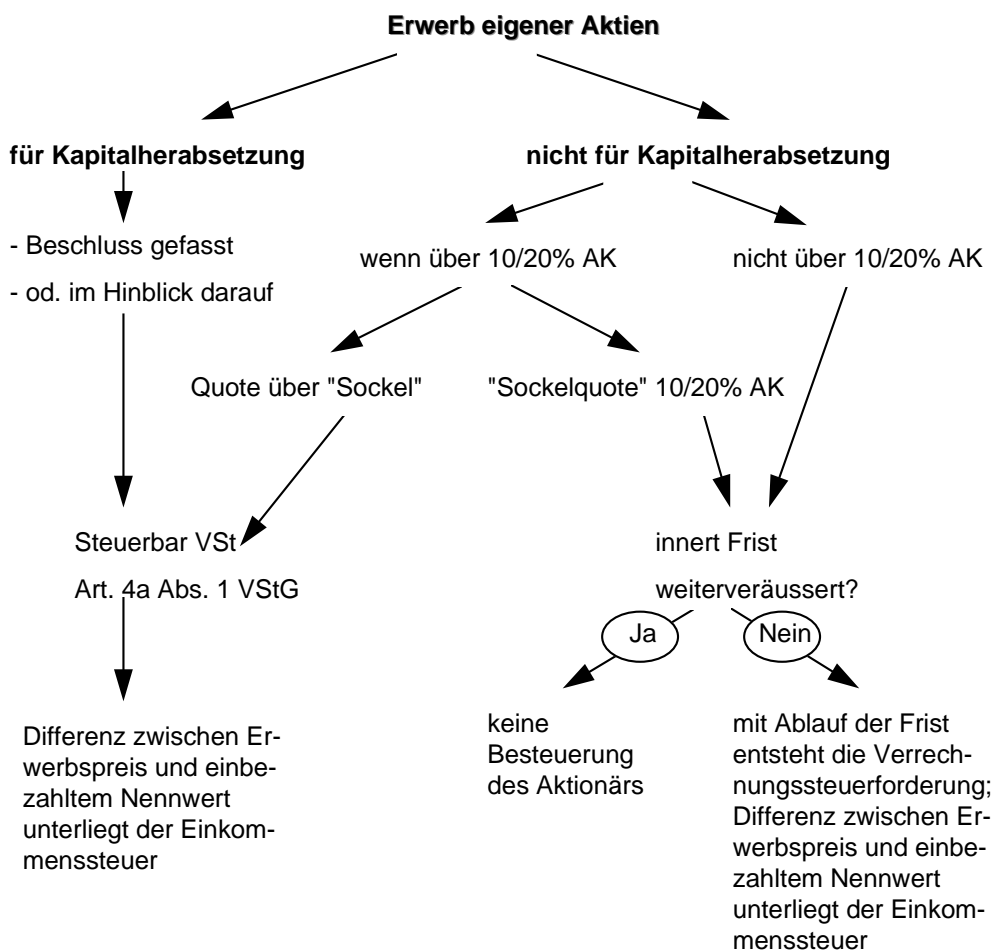 Erwerb eigener Aktien
für Kapitalherabsetzung
nicht für Kapitalherabsetzung
- Beschluss gefasst
- od. im Hinblick darauf
wenn über 10/20% AK
nicht über 10/20% AK
Quote über "Sockel"
"Sockelquote" 10/20% AK
Steuerbar VSt
Art. 4a Abs. 1 VStG
innert Frist
weiterveräussert?
Ja
Nein
Differenz zwischen Er-
werbspreis und einbe-
zahltem Nennwert
unterliegt der Einkom-
menssteuer
keine
Besteuerung
des Aktionärs
mit Ablauf der Frist
entsteht die Verrech-
nungssteuerforderung;
Differenz zwischen Er-
werbspreis und einbe-
zahltem Nennwert
unterliegt der Einkom-
menssteuer